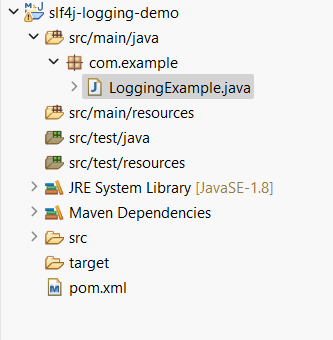 slf4j-logging-demo
src/main/java
com.example
LoggingExample.java
src/main/resources
src/test/java
src/test/resources
JRE System Library [JavaSE-1.8]
Maven Dependencies
src
target
pom.xml